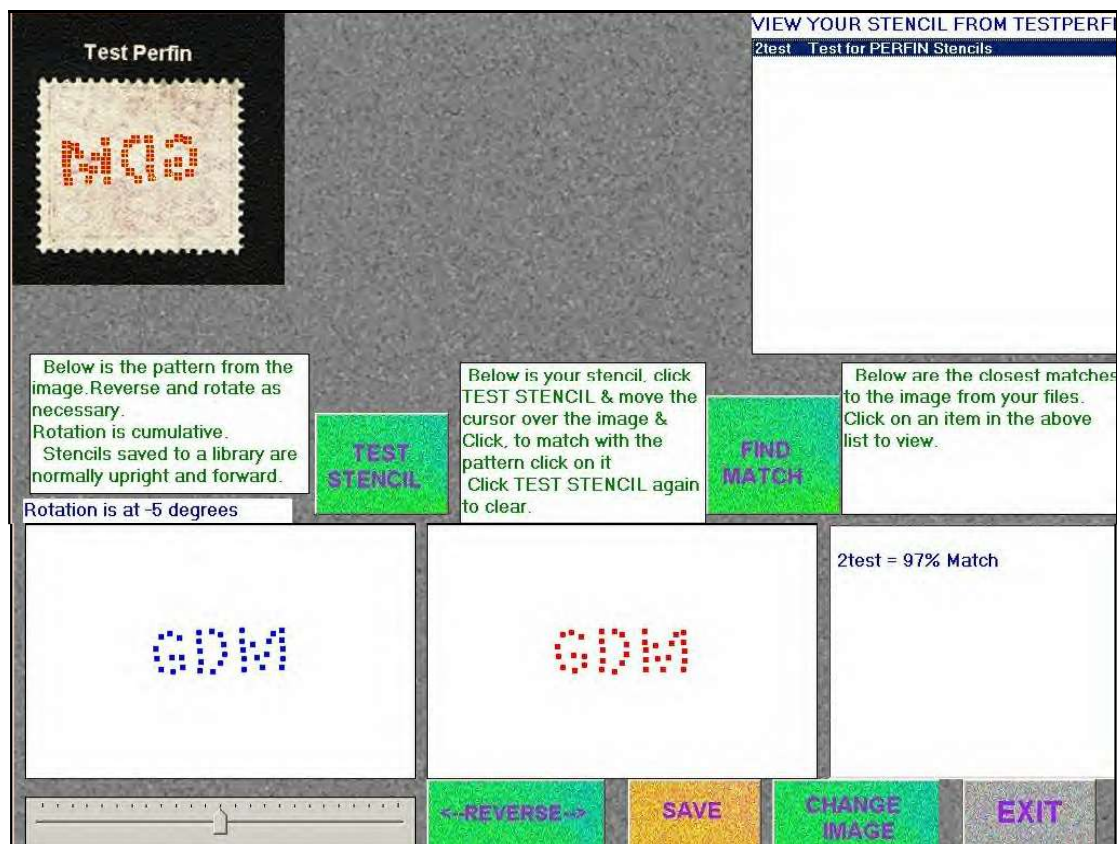 Test Perfin
VIEW YOUR STENCIL FROM TESTPERFI
2test Test for PERFIN Stencils
Below is the pattern from the
image.Reverse and rotate as
necessary.
Rotation is cumulative.
Stencils saved to a library are
normally upright and forward.
TEST
STENCIL
Below is your stencil, click
TEST STENCIL & move the
cursor over the image &
Click, to match with the
pattern click on it
Click TEST STENCIL again
to clear.
FIND
MATCH
Below are the closest matches
to the image from your files.
Click on an item in the above
list to view.
Rotation is at -5 degrees
GDM
GDM
2test = 97% Match
<--REVERSE-->
SAVE
CHANGE
IMAGE
EXIT